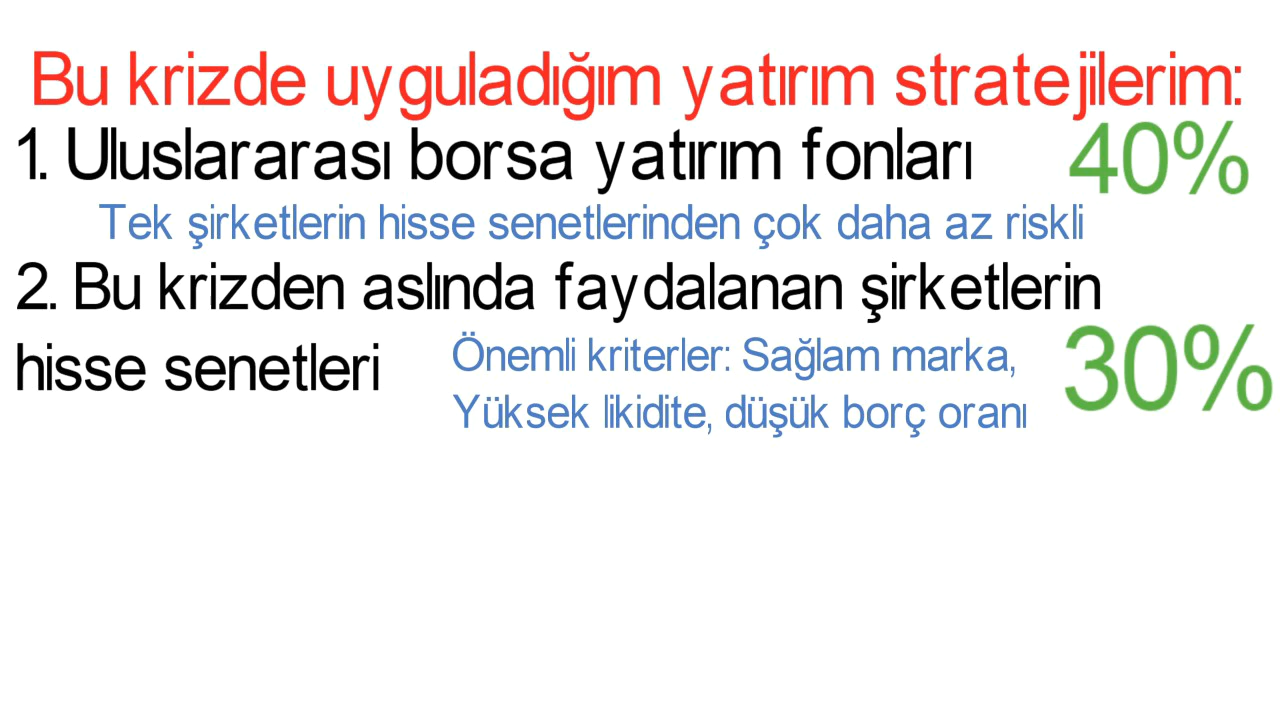 Bu krizde uyguladığım yatırım stratejilerim:
1. Uluslararası borsa yatırım fonları 40%
Tek şirketlerin hisse senetlerinden çok daha az riskli
2. Bu krizden aslında faydalanan şirketlerin
hisse senetleri
Önemli kriterler: Sağlam marka,
Yüksek likidite, düşük borç oranı
30%